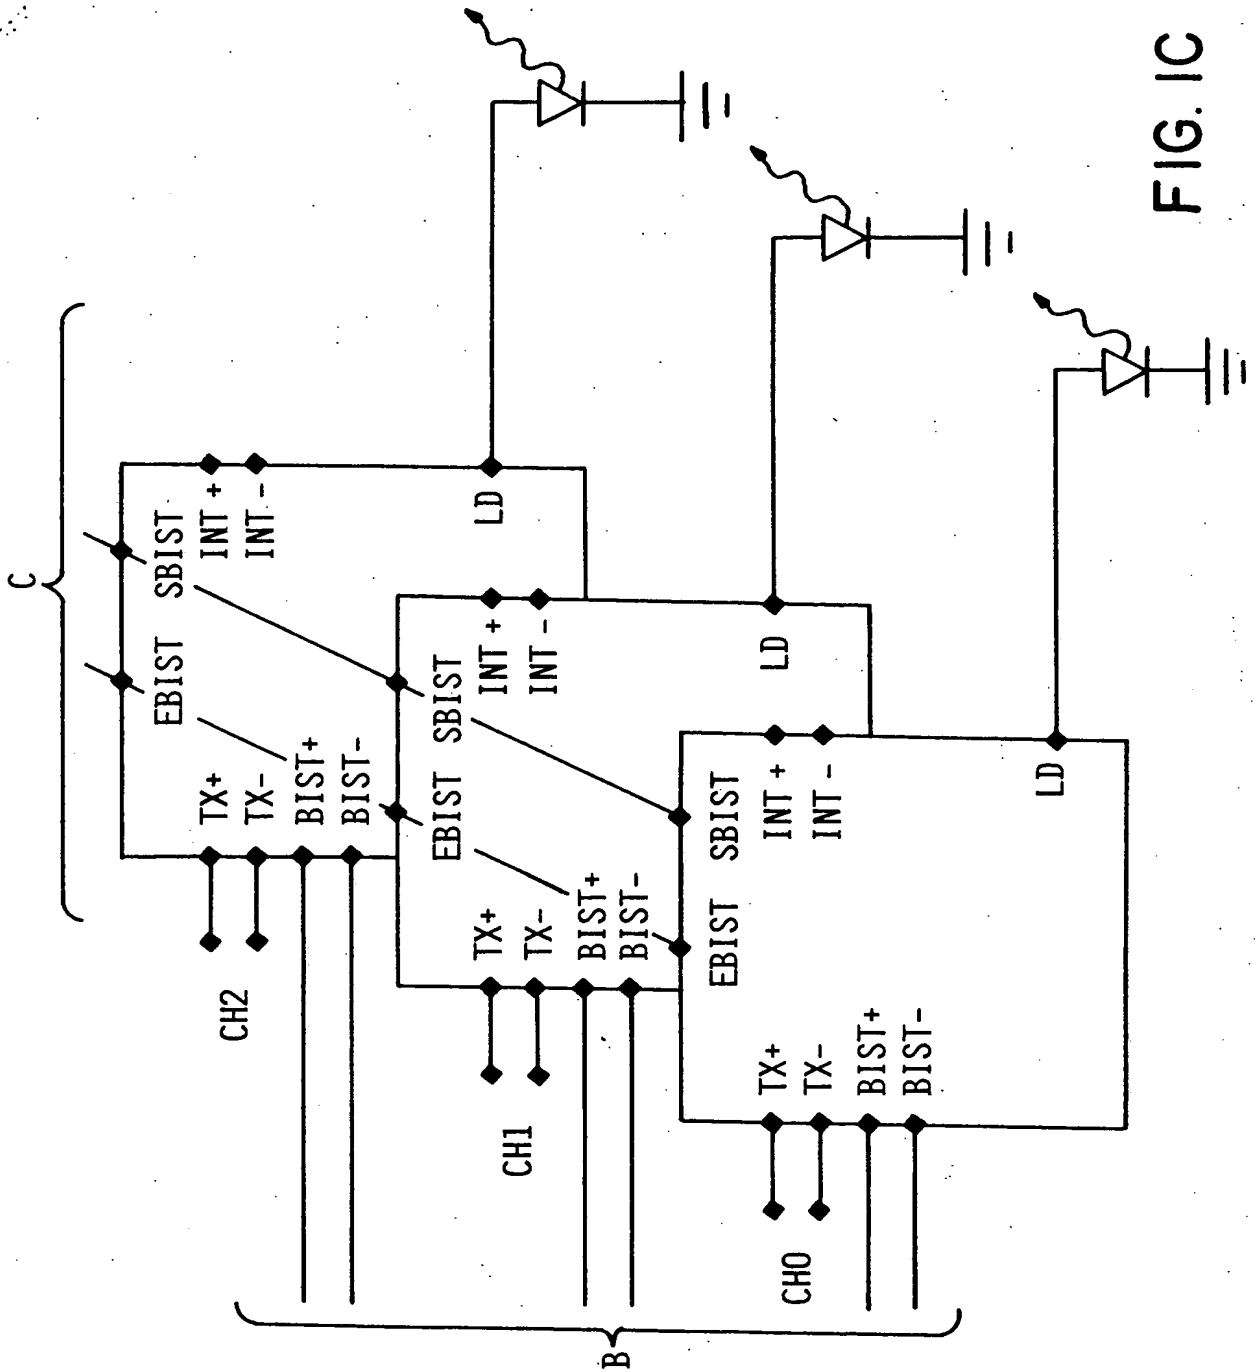 C
EBIST
SBIST
TX+
TX-
BIST+
BIST-
INT+
INT-
LD
CH2
EBIST
SBIST
TX+
TX-
BIST+
BIST-
INT+
INT-
LD
CH1
EBIST
SBIST
TX+
TX-
BIST+
BIST-
INT+
INT-
LD
CH0
B
FIG. 1C